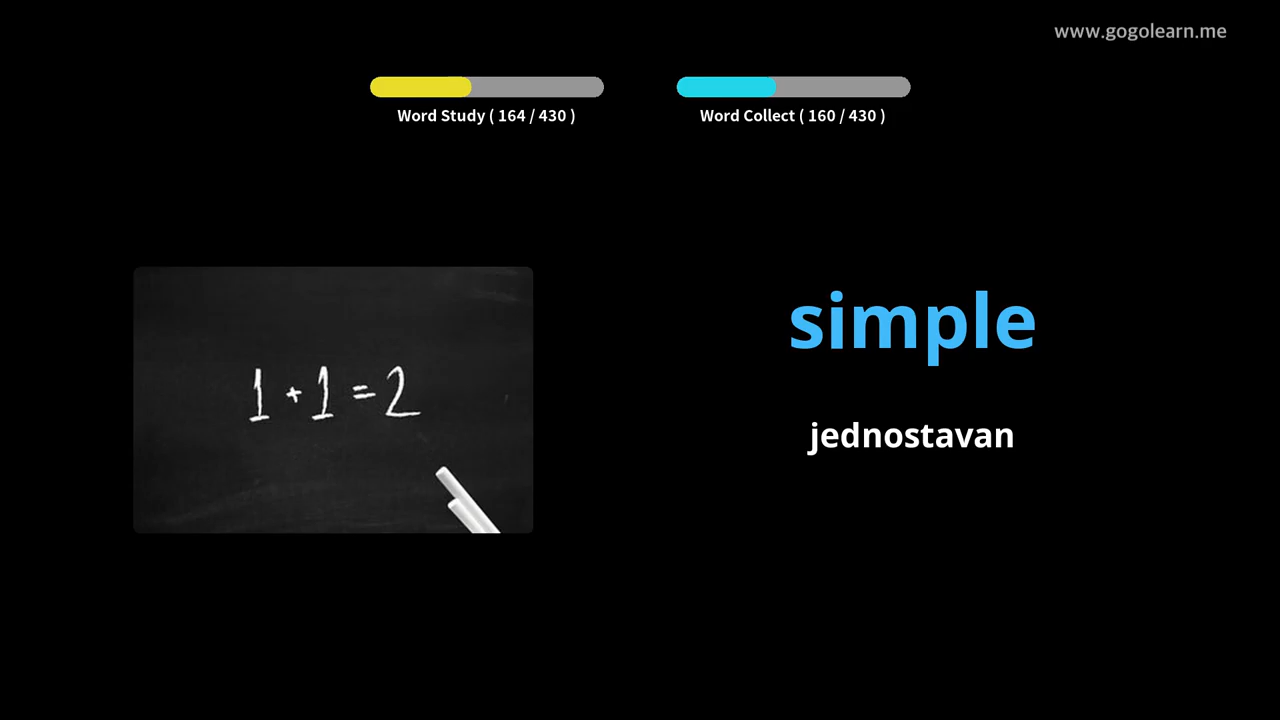 www.gogolearn.me
Word Study ( 164 / 430 )
Word Collect ( 160 / 430 )
1 + 1 = 2
simple
jednostavan